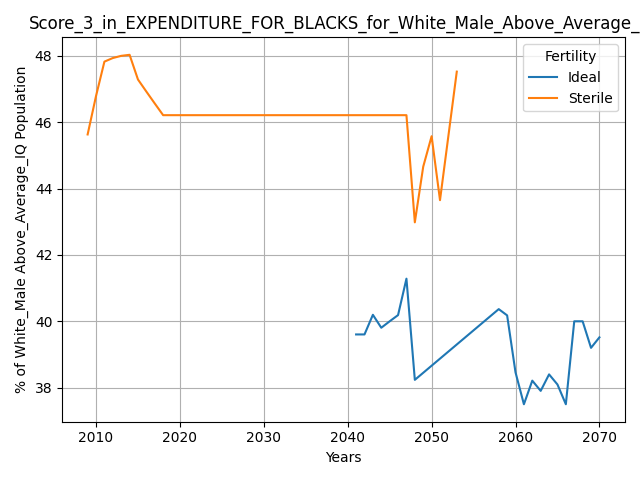 Score_3_in_EXPENDITURE_FOR_BLACKS_for_White_Male_Above_Average_
Fertility
Ideal
Sterile
% of White_Male Above_Average_IQ Population
48
46
44
42
40
38
2010 2020 2030 2040 2050 2060 2070
Years